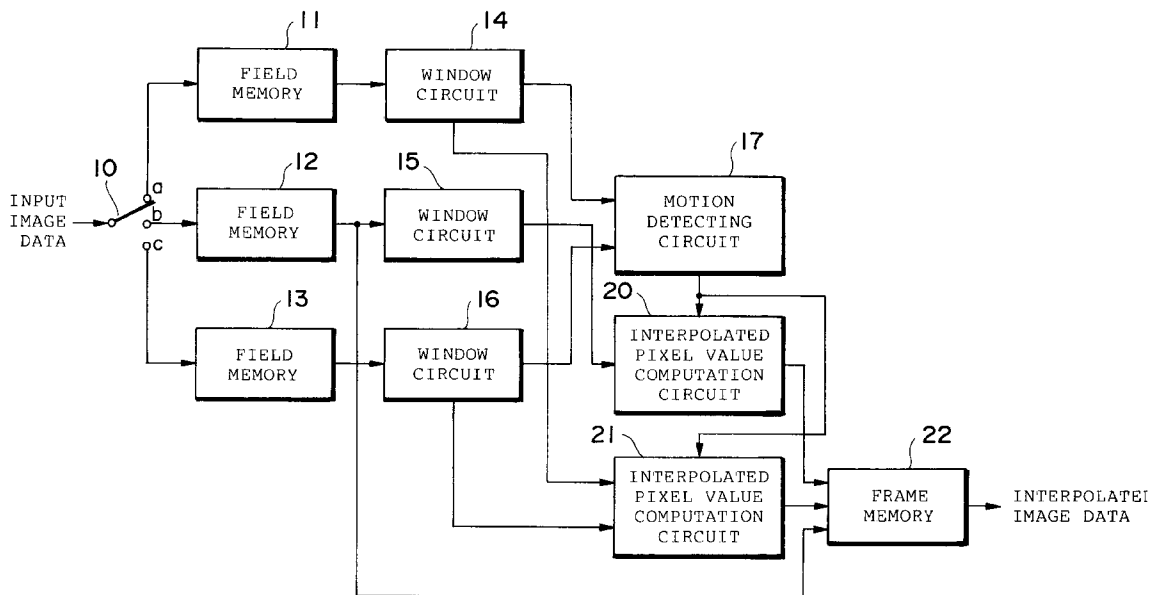 11
FIELD
MEMORY
14
WINDOW
CIRCUIT
10
INPUT
IMAGE
DATA
a
b
c
12
FIELD
MEMORY
15
WINDOW
CIRCUIT
17
MOTION
DETECTING
CIRCUIT
13
FIELD
MEMORY
16
WINDOW
CIRCUIT
20
INTERPOLATED
PIXEL VALUE
COMPUTATION
CIRCUIT
21
INTERPOLATED
PIXEL VALUE
COMPUTATION
CIRCUIT
22
FRAME
MEMORY
INTERPOLATE
IMAGE DATA